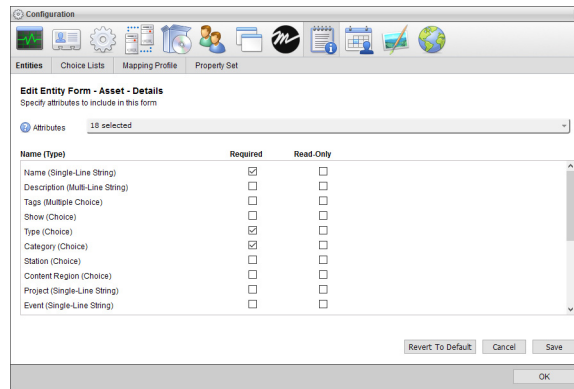 Configuration
Entities Choice Lists Mapping Profile Property Set
Edit Entity Form - Asset - Details
Specify attributes to include in this form
? Attributes 18 selected
Name (Type) Required Read-Only
Name (Single-Line String)
Description (Multi-Line String)
Tags (Multiple Choice)
Show (Choice)
Type (Choice)
Category (Choice)
Station (Choice)
Content Region (Choice)
Project (Single-Line String)
Event (Single-Line String)
Revert To Default Cancel Save
OK